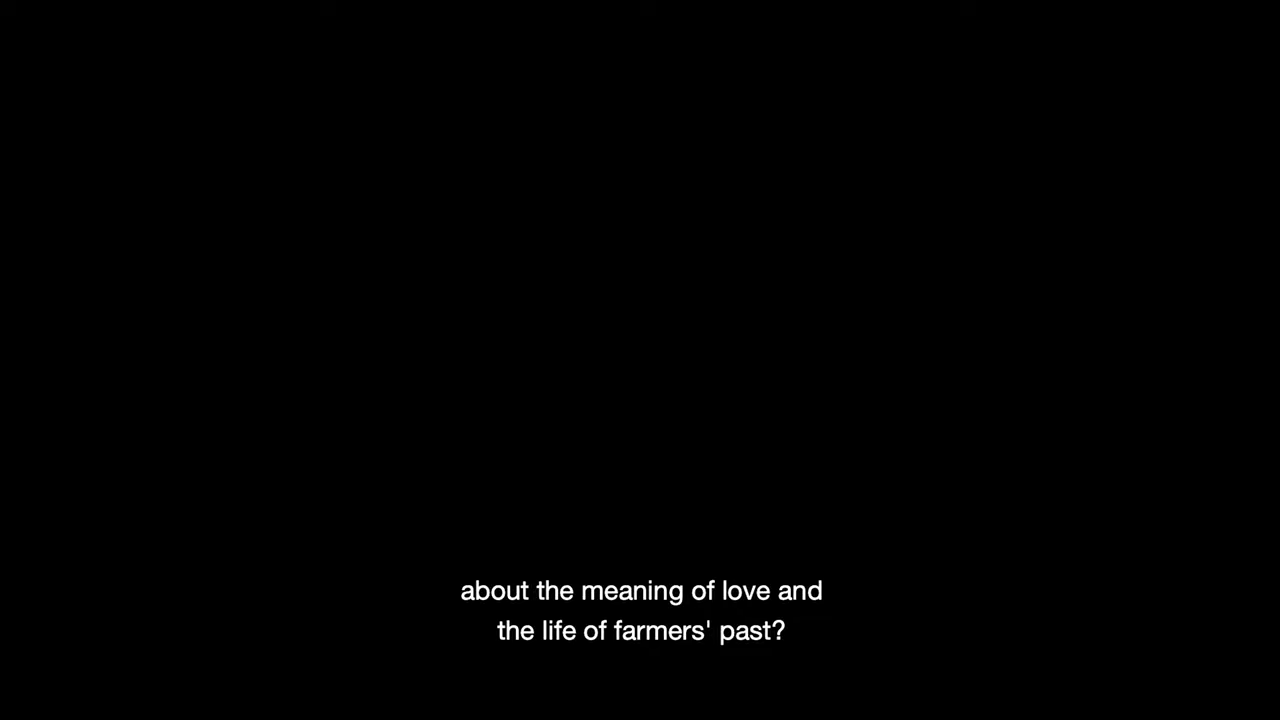 about the meaning of love and
the life of farmers' past?